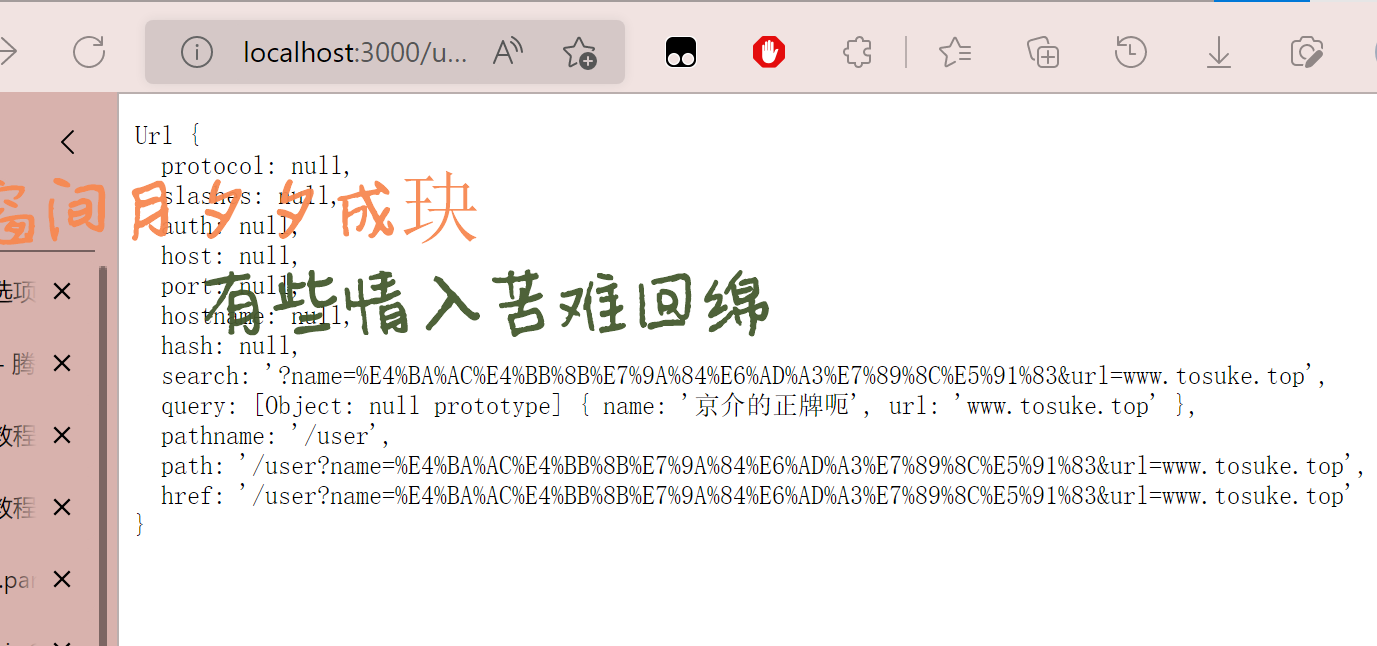 localhost:3000/u...
Url {
protocol: null,
slashes: null,
窗间月夕夕成玦
auth: null,
host: null,
选项
port: null,
有些情入苦难回绵
hostname: null,
hash: null,
- 腾
search: '?name=%E4%BA%AC%E4%BB%8B%E7%9A%84%E6%AD%A3%E7%89%8C%E5%91%83&url=www.tosuke.top',
query: [Object: null prototype] { name: '京介的正牌呃', url: 'www.tosuke.top' },
教程
pathname: '/user',
path: '/user?name=%E4%BA%AC%E4%BB%8B%E7%9A%84%E6%AD%A3%E7%89%8C%E5%91%83&url=www.tosuke.top',
href: '/user?name=%E4%BA%AC%E4%BB%8B%E7%9A%84%E6%AD%A3%E7%89%8C%E5%91%83&url=www.tosuke.top'
教程
}
.par